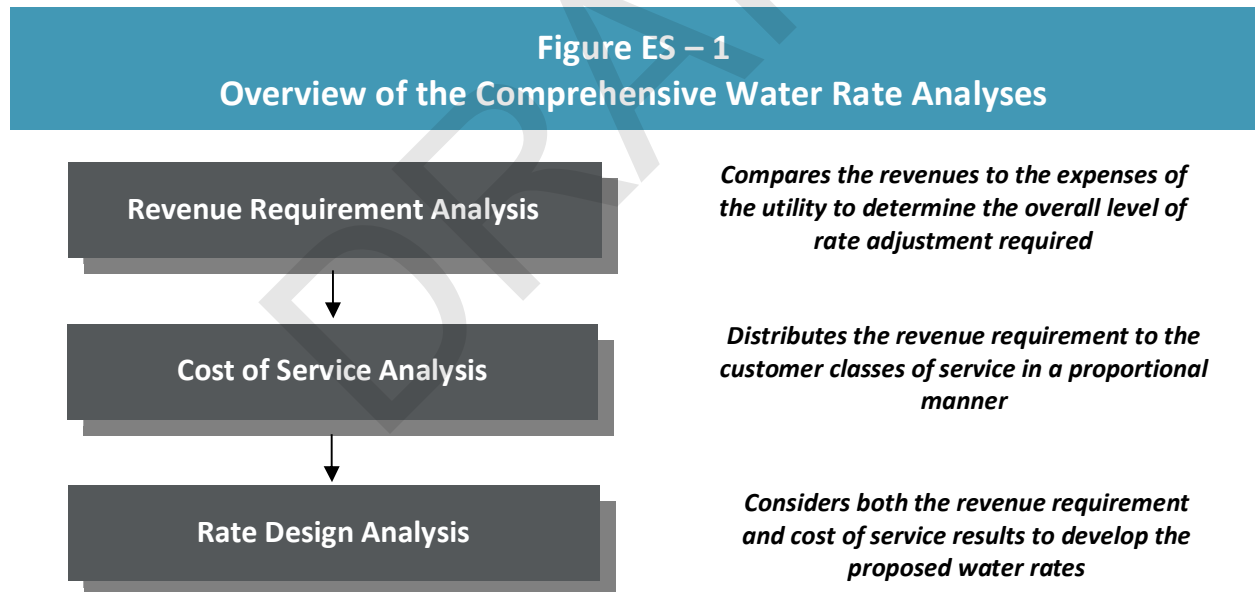 Figure ES – 1
Overview of the Comprehensive Water Rate Analyses
Revenue Requirement Analysis
Compares the revenues to the expenses of
the utility to determine the overall level of
rate adjustment required
Cost of Service Analysis
Distributes the revenue requirement to the
customer classes of service in a proportional
manner
Rate Design Analysis
Considers both the revenue requirement
and cost of service results to develop the
proposed water rates
DRA